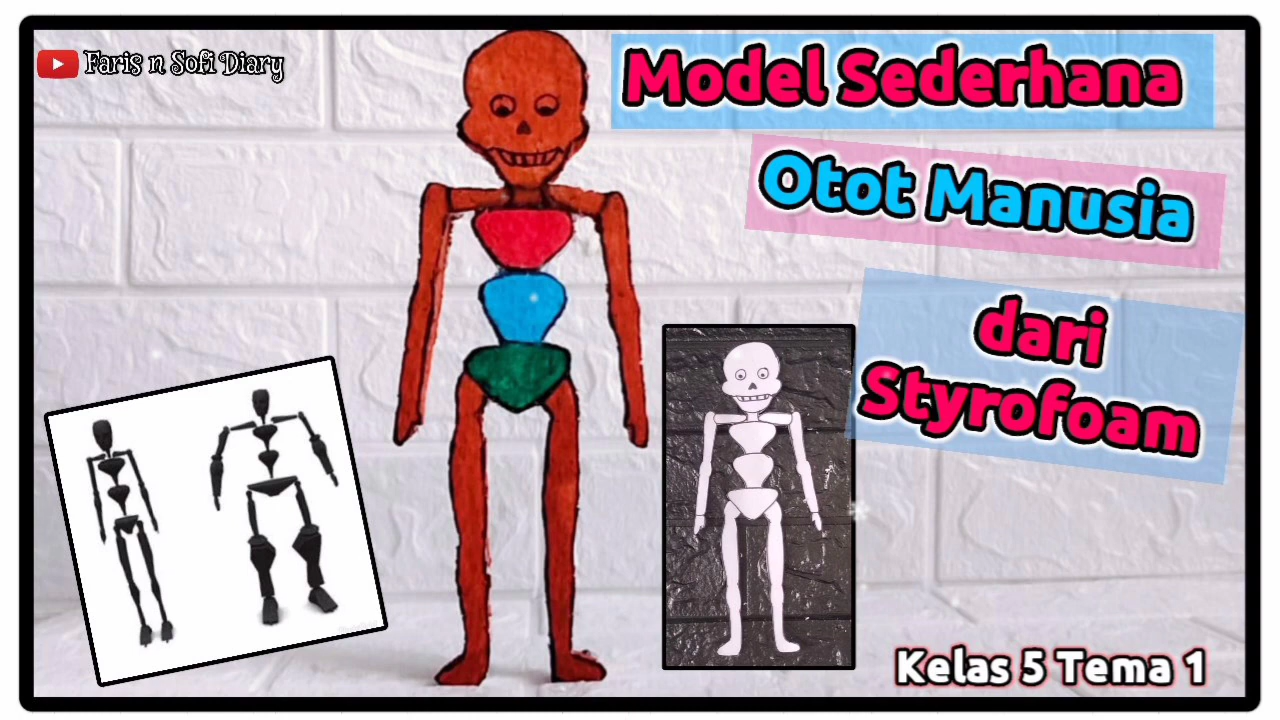 Faris n Sofi Diary
Model Sederhana
Otot Manusia
dari
Styrofoam
Kelas 5 Tema 1